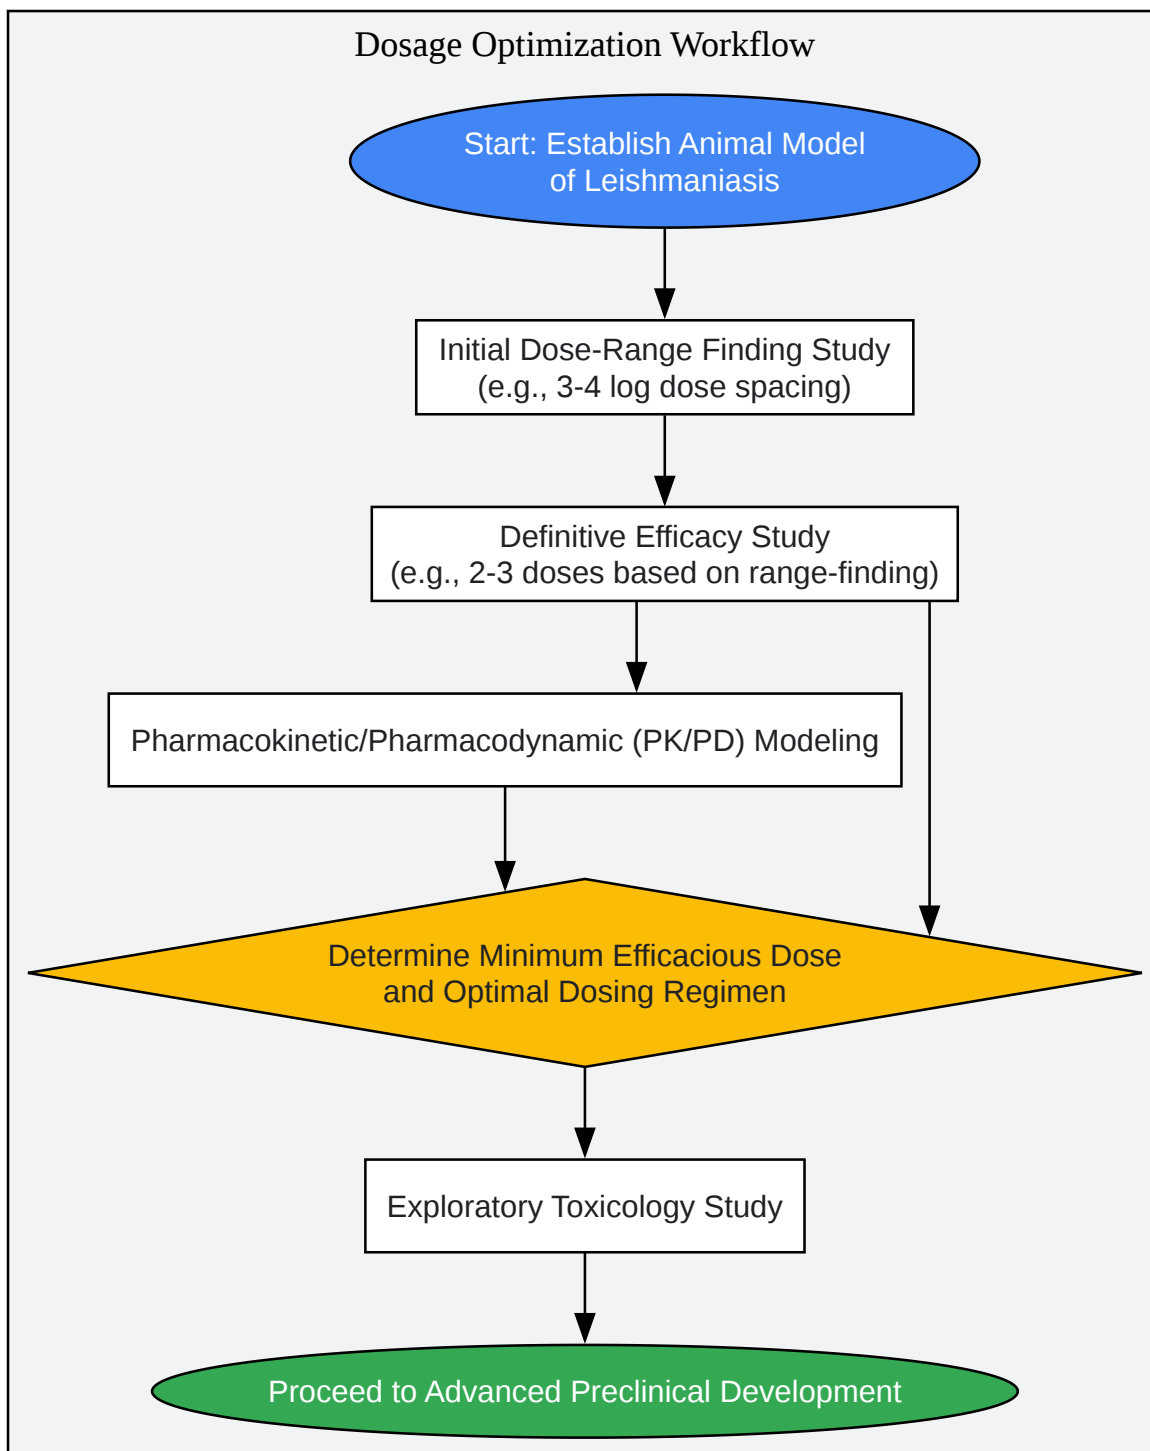 Dosage Optimization Workflow
Start: Establish Animal Model
of Leishmaniasis
Initial Dose-Range Finding Study
(e.g., 3-4 log dose spacing)
Definitive Efficacy Study
(e.g., 2-3 doses based on range-finding)
Pharmacokinetic/Pharmacodynamic (PK/PD) Modeling
Determine Minimum Efficacious Dose
and Optimal Dosing Regimen
Exploratory Toxicology Study
Proceed to Advanced Preclinical Development